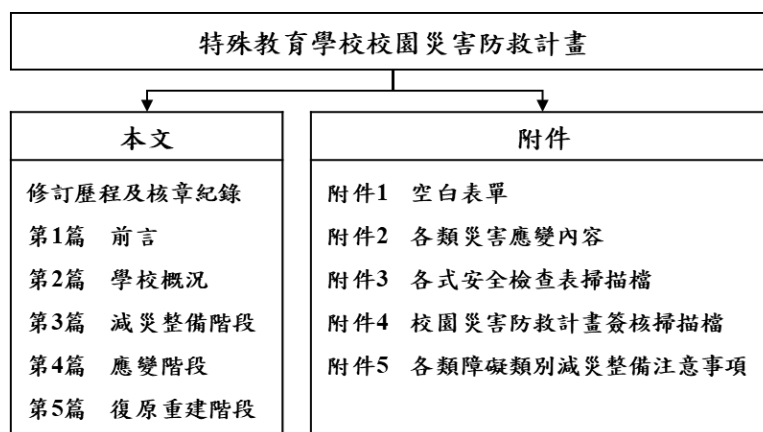 特殊教育學校校園災害防救計畫
本文
修訂歷程及核章紀錄
第1篇 前言
第2篇 學校概況
第3篇 減災整備階段
第4篇 應變階段
第5篇 復原重建階段
附件
附件1 空白表單
附件2 各類災害應變內容
附件3 各式安全檢查表掃描檔
附件4 校園災害防救計畫簽核掃描檔
附件5 各類障礙類別減災整備注意事項